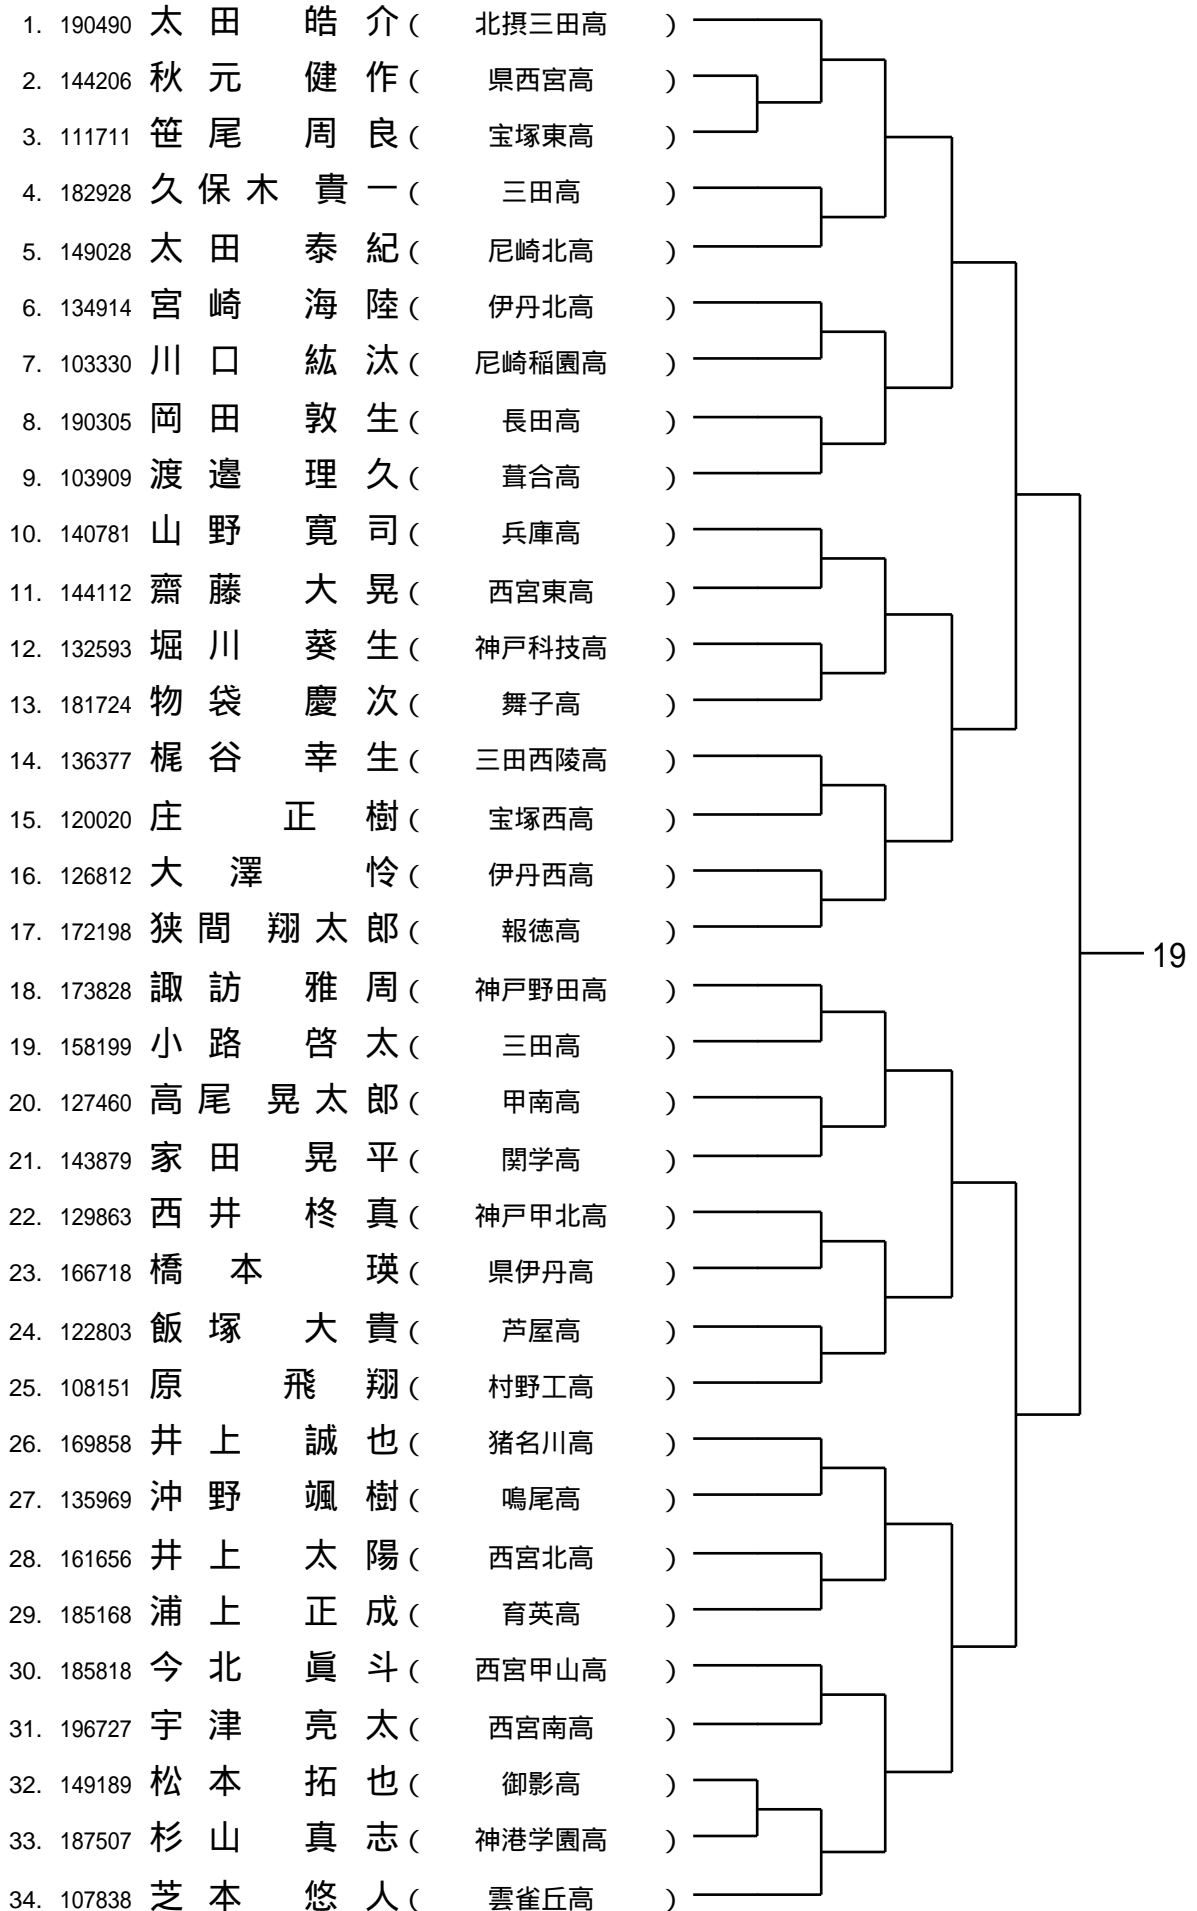 1. 190490 太田 皓介 ( 北摂三田高 )
2. 144206 秋元 健作 ( 県西宮高 )
3. 111711 笹尾 周良 ( 宝塚東高 )
4. 182928 久保木 貴一 ( 三田高 )
5. 149028 太田 泰紀 ( 尼崎北高 )
6. 134914 宮崎 海陸 ( 伊丹北高 )
7. 103330 川口 紘汰 ( 尼崎稲園高 )
8. 190305 岡田 敦生 ( 長田高 )
9. 103909 渡邉 理久 ( 葺合高 )
10. 140781 山野 寛司 ( 兵庫高 )
11. 144112 齋藤 大晃 ( 西宮東高 )
12. 132593 堀川 葵生 ( 神戸科技高 )
13. 181724 物袋 慶次 ( 舞子高 )
14. 136377 梶谷 幸生 ( 三田西陵高 )
15. 120020 庄 正樹 ( 宝塚西高 )
16. 126812 大澤 怜 ( 伊丹西高 )
17. 172198 狭間 翔太郎 ( 報徳高 )
18. 173828 諏訪 雅周 ( 神戸野田高 )
19. 158199 小路 啓太 ( 三田高 )
20. 127460 高尾 晃太郎 ( 甲南高 )
21. 143879 家田 晃平 ( 関学高 )
22. 129863 西井 柊真 ( 神戸甲北高 )
23. 166718 橋本 瑛 ( 県伊丹高 )
24. 122803 飯塚 大貴 ( 芦屋高 )
25. 108151 原 飛翔 ( 村野工高 )
26. 169858 井上 誠也 ( 猪名川高 )
27. 135969 沖野 颯樹 ( 鳴尾高 )
28. 161656 井上 太陽 ( 西宮北高 )
29. 185168 浦上 正成 ( 育英高 )
30. 185818 今北 眞斗 ( 西宮甲山高 )
31. 196727 宇津 亮太 ( 西宮南高 )
32. 149189 松本 拓也 ( 御影高 )
33. 187507 杉山 真志 ( 神港学園高 )
34. 107838 芝本 悠人 ( 雲雀丘高 )
19